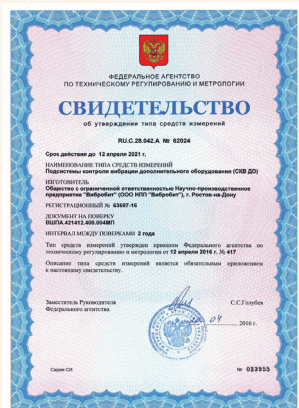 ФЕДЕРАЛЬНОЕ АГЕНТСТВО
ПО ТЕХНИЧЕСКОМУ РЕГУЛИРОВАНИЮ И МЕТРОЛОГИИ
СВИДЕТЕЛЬСТВО
об утверждении типа средств измерений
RU.C.28.042.A № 62024
Срок действия до 12 апреля 2021 г.
НАИМЕНОВАНИЕ ТИПА СРЕДСТВ ИЗМЕРЕНИЙ
Подсистемы контроля вибрации дополнительного оборудования (СКВ ДО)
ИЗГОТОВИТЕЛЬ
Общество с ограниченной ответственностью Научно-производственное
предприятие "Вибробит" (ООО НПП "Вибробит"), г. Ростов-на-Дону
РЕГИСТРАЦИОННЫЙ № 63697-16
ДОКУМЕНТ НА ПОВЕРКУ
ВШПА.421412.400.004МП
ИНТЕРВАЛ МЕЖДУ ПОВЕРКАМИ 2 года
Тип средств измерений утвержден приказом Федерального агентства по
техническому регулированию и метрологии от 12 апреля 2016 г. № 417
Описание типа средств измерений является обязательным приложением
к настоящему свидетельству.
Заместитель Руководителя
Федерального агентства
С.С.Голубев
04 2016 г.
Серия СИ
№ 023955